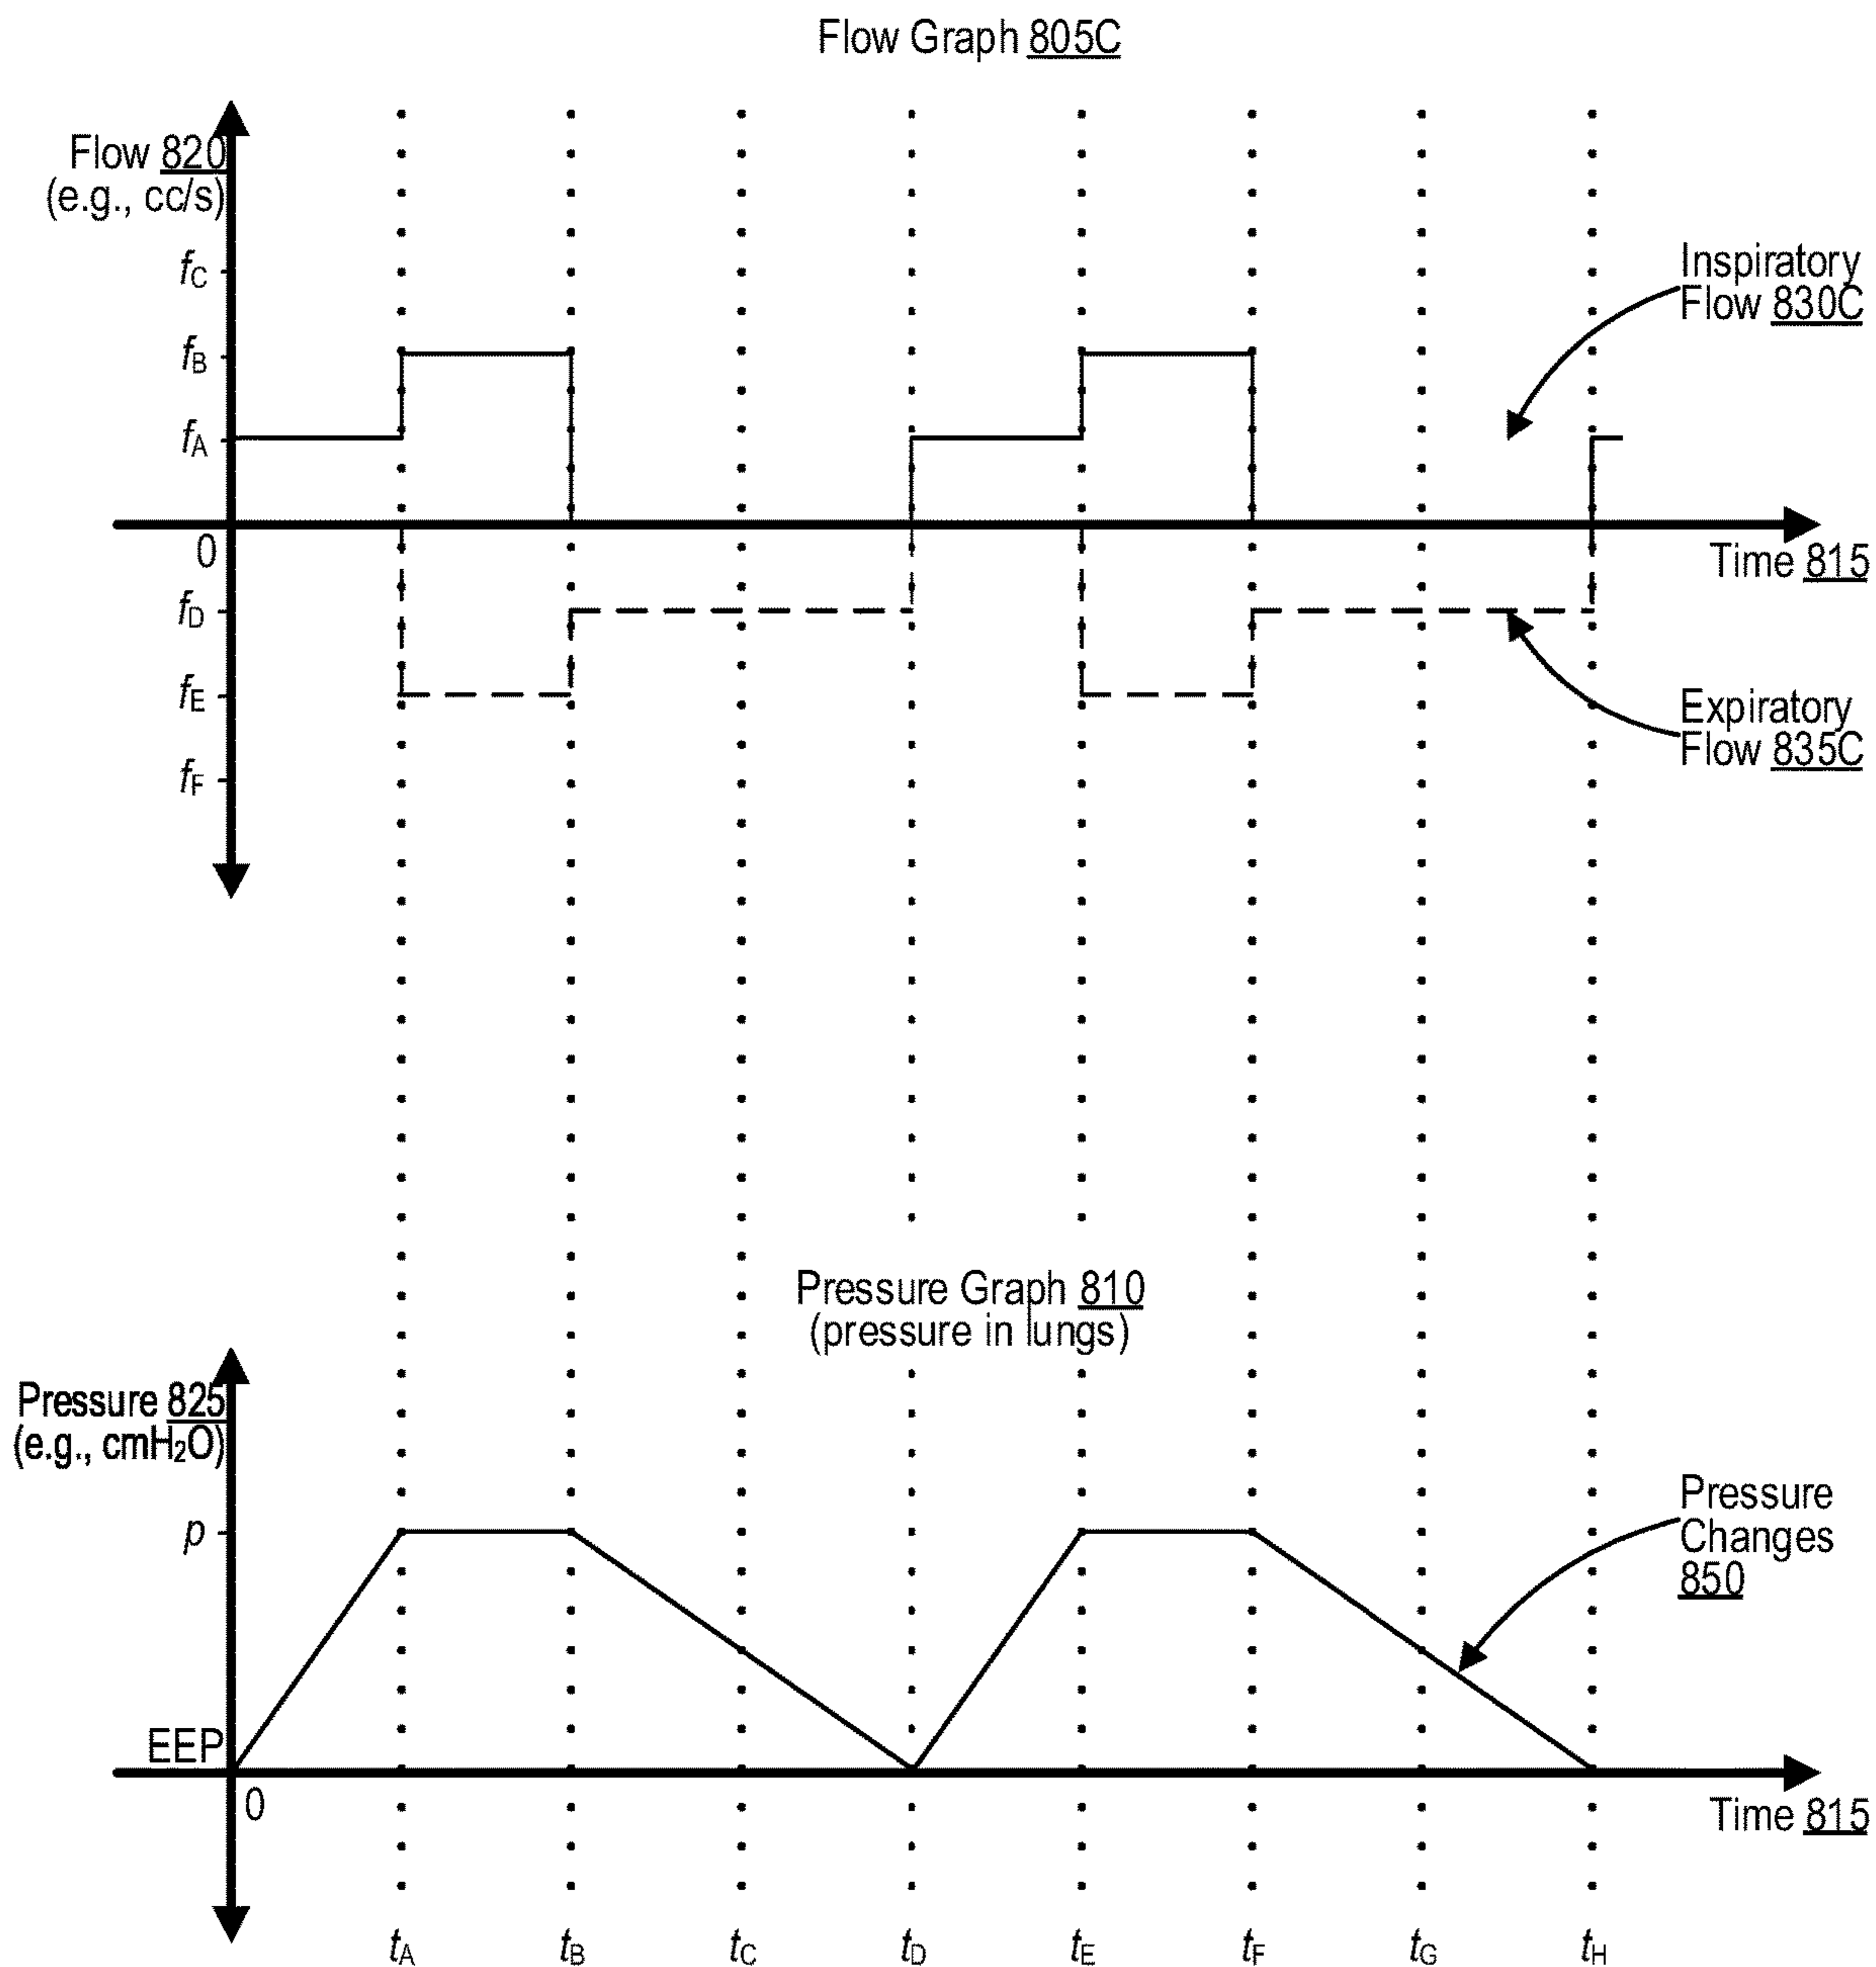 Flow Graph 805C
Flow 820
(e.g., cc/s)
fC
fB
fA
0
fD
fE
fF
Inspiratory
Flow 830C
Time 815
Expiratory
Flow 835C
Pressure Graph 810
(pressure in lungs)
Pressure 825
(e.g., cmH₂O)
p
EEP
0
Pressure
Changes
850
Time 815
tA tB tC tD tE tF tG tH